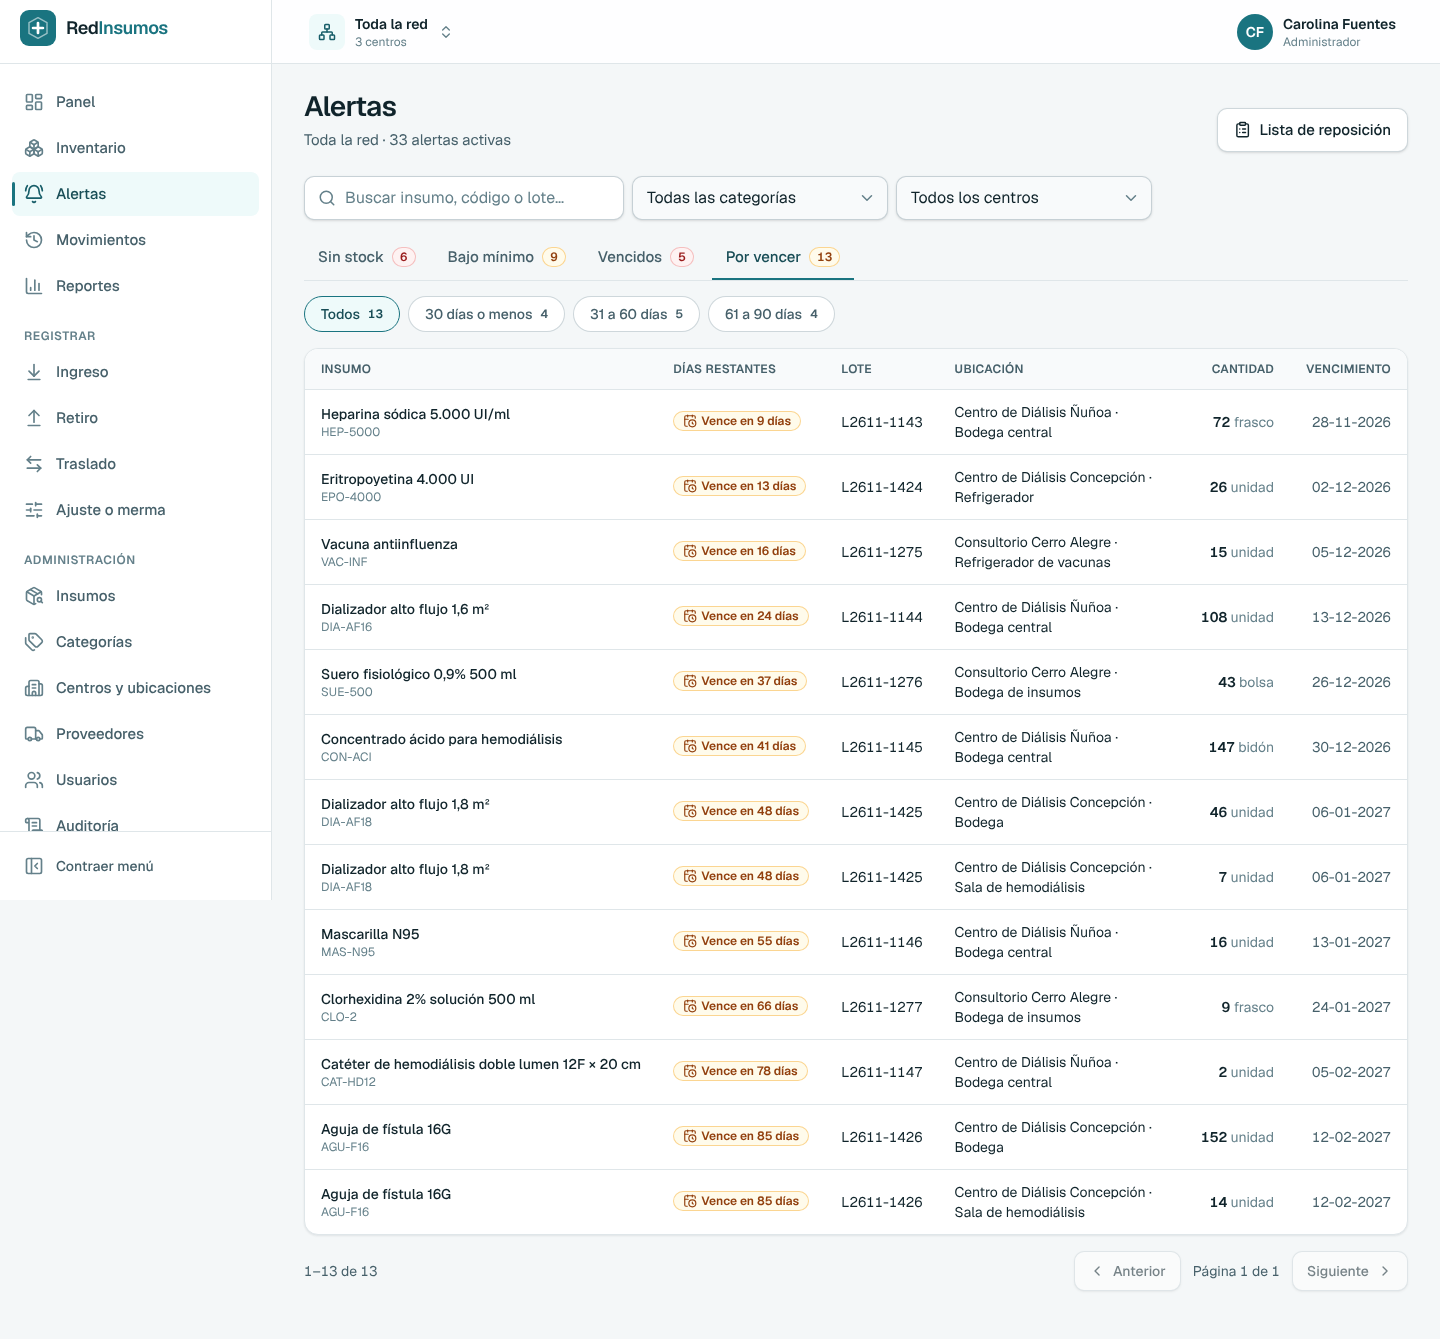 RedInsumos
Toda la red
3 centros
CF
Carolina Fuentes
Administrador
Panel
Inventario
Alertas
Movimientos
Reportes
REGISTRAR
Ingreso
Retiro
Traslado
Ajuste o merma
ADMINISTRACIÓN
Insumos
Categorías
Centros y ubicaciones
Proveedores
Usuarios
Auditoría
Contraer menú
Alertas
Toda la red · 33 alertas activas
Lista de reposición
Buscar insumo, código o lote...
Todas las categorías
Todos los centros
Sin stock 6
Bajo mínimo 9
Vencidos 5
Por vencer 13
Todos 13
30 días o menos 4
31 a 60 días 5
61 a 90 días 4
INSUMO DÍAS RESTANTES LOTE UBICACIÓN CANTIDAD VENCIMIENTO
Heparina sódica 5.000 UI/ml
HEP-5000
Vence en 9 días
L2611-1143
Centro de Diálisis Ñuñoa ·
Bodega central
72 frasco
28-11-2026
Eritropoyetina 4.000 UI
EPO-4000
Vence en 13 días
L2611-1424
Centro de Diálisis Concepción ·
Refrigerador
26 unidad
02-12-2026
Vacuna antiinfluenza
VAC-INF
Vence en 16 días
L2611-1275
Consultorio Cerro Alegre ·
Refrigerador de vacunas
15 unidad
05-12-2026
Dializador alto flujo 1,6 m²
DIA-AF16
Vence en 24 días
L2611-1144
Centro de Diálisis Ñuñoa ·
Bodega central
108 unidad
13-12-2026
Suero fisiológico 0,9% 500 ml
SUE-500
Vence en 37 días
L2611-1276
Consultorio Cerro Alegre ·
Bodega de insumos
43 bolsa
26-12-2026
Concentrado ácido para hemodiálisis
CON-ACI
Vence en 41 días
L2611-1145
Centro de Diálisis Ñuñoa ·
Bodega central
147 bidón
30-12-2026
Dializador alto flujo 1,8 m²
DIA-AF18
Vence en 48 días
L2611-1425
Centro de Diálisis Concepción ·
Bodega
46 unidad
06-01-2027
Dializador alto flujo 1,8 m²
DIA-AF18
Vence en 48 días
L2611-1425
Centro de Diálisis Concepción ·
Sala de hemodiálisis
7 unidad
06-01-2027
Mascarilla N95
MAS-N95
Vence en 55 días
L2611-1146
Centro de Diálisis Ñuñoa ·
Bodega central
16 unidad
13-01-2027
Clorhexidina 2% solución 500 ml
CLO-2
Vence en 66 días
L2611-1277
Consultorio Cerro Alegre ·
Bodega de insumos
9 frasco
24-01-2027
Catéter de hemodiálisis doble lumen 12F × 20 cm
CAT-HD12
Vence en 78 días
L2611-1147
Centro de Diálisis Ñuñoa ·
Bodega central
2 unidad
05-02-2027
Aguja de fístula 16G
AGU-F16
Vence en 85 días
L2611-1426
Centro de Diálisis Concepción ·
Bodega
152 unidad
12-02-2027
Aguja de fístula 16G
AGU-F16
Vence en 85 días
L2611-1426
Centro de Diálisis Concepción ·
Sala de hemodiálisis
14 unidad
12-02-2027
1–13 de 13
Anterior
Página 1 de 1
Siguiente